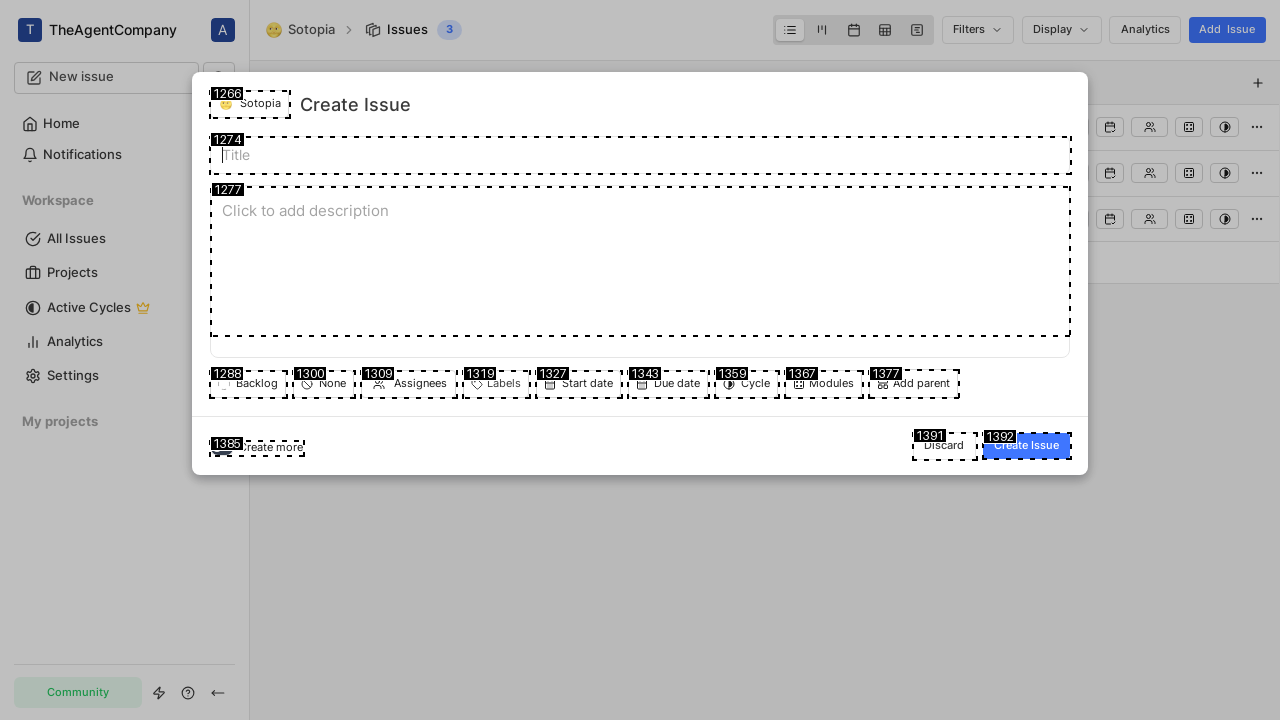 T TheAgentCompany A
Sotopia Issues 3
Filters Display Analytics Add Issue
New issue
Home
Notifications
Workspace
All Issues
Projects
Active Cycles
Analytics
Settings
My projects
Community
1266 Sotopia Create Issue
1274
Title
1277
Click to add description
1288 1300 1309 1319 1327 1343 1359 1367 1377
Backlog None Assignees Labels Start date Due date Cycle Modules Add parent
1385 Create more
1391 1392
Discard Create Issue